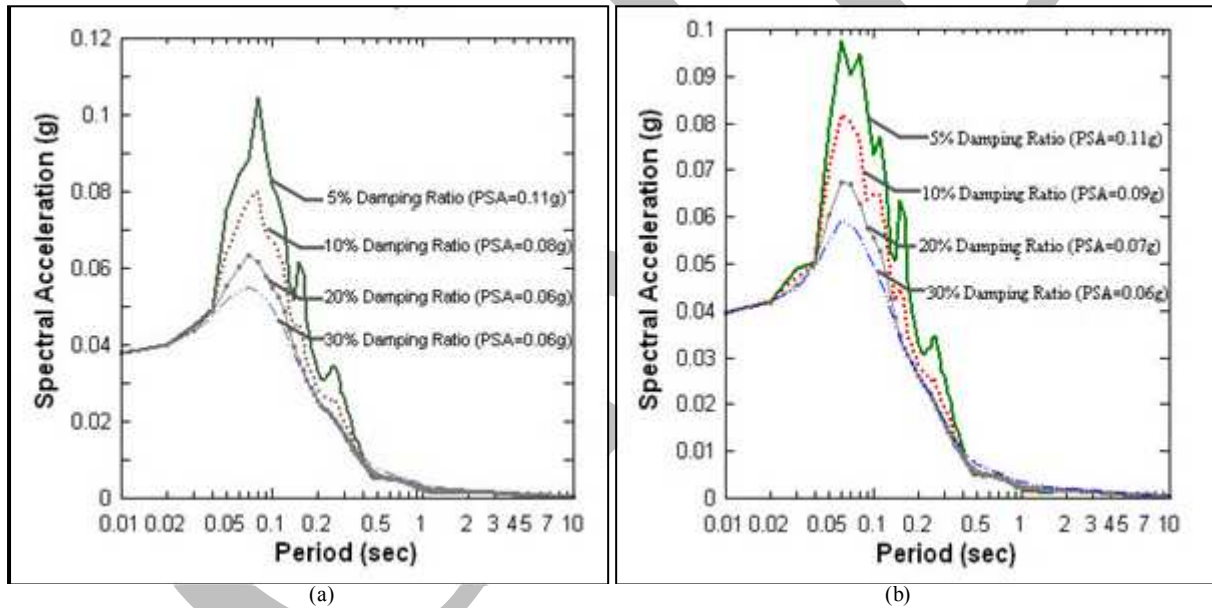 0.12
0.1
0.08
0.06
0.04
0.02
0
Spectral Acceleration (g)
5% Damping Ratio (PSA=0.11g)
10% Damping Ratio (PSA=0.08g)
20% Damping Ratio (PSA=0.06g)
30% Damping Ratio (PSA=0.06g)
0.01 0.02 0.05 0.1 0.2 0.5 1 2 3 45 7 10
Period (sec)
(a)
0.1
0.09
0.08
0.07
0.06
0.05
0.04
0.03
0.02
0.01
0
Spectral Acceleration (g)
5% Damping Ratio (PSA=0.11g)
10% Damping Ratio (PSA=0.09g)
20% Damping Ratio (PSA=0.07g)
30% Damping Ratio (PSA=0.06g)
0.01 0.02 0.05 0.1 0.2 0.5 1 2 3 45 7 10
Period (sec)
(b)